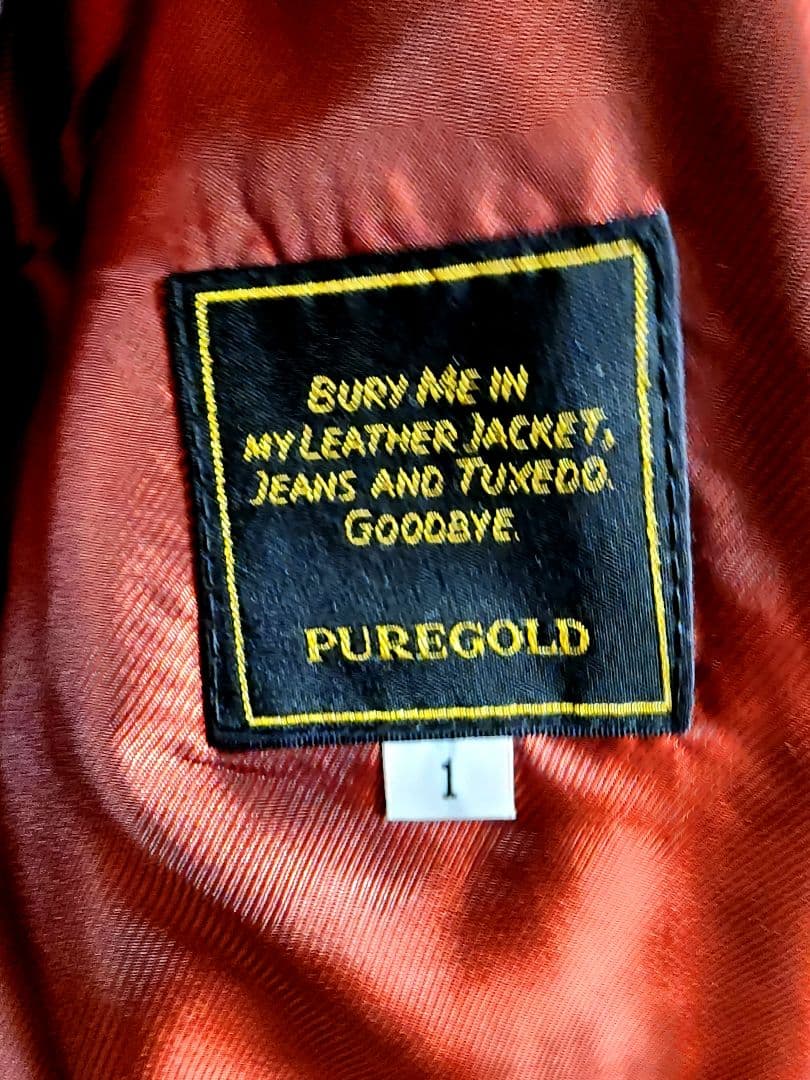 BURY ME IN
MY LEATHER JACKET,
JEANS AND TUXEDO.
GOODBYE.
PUREGOLD
1